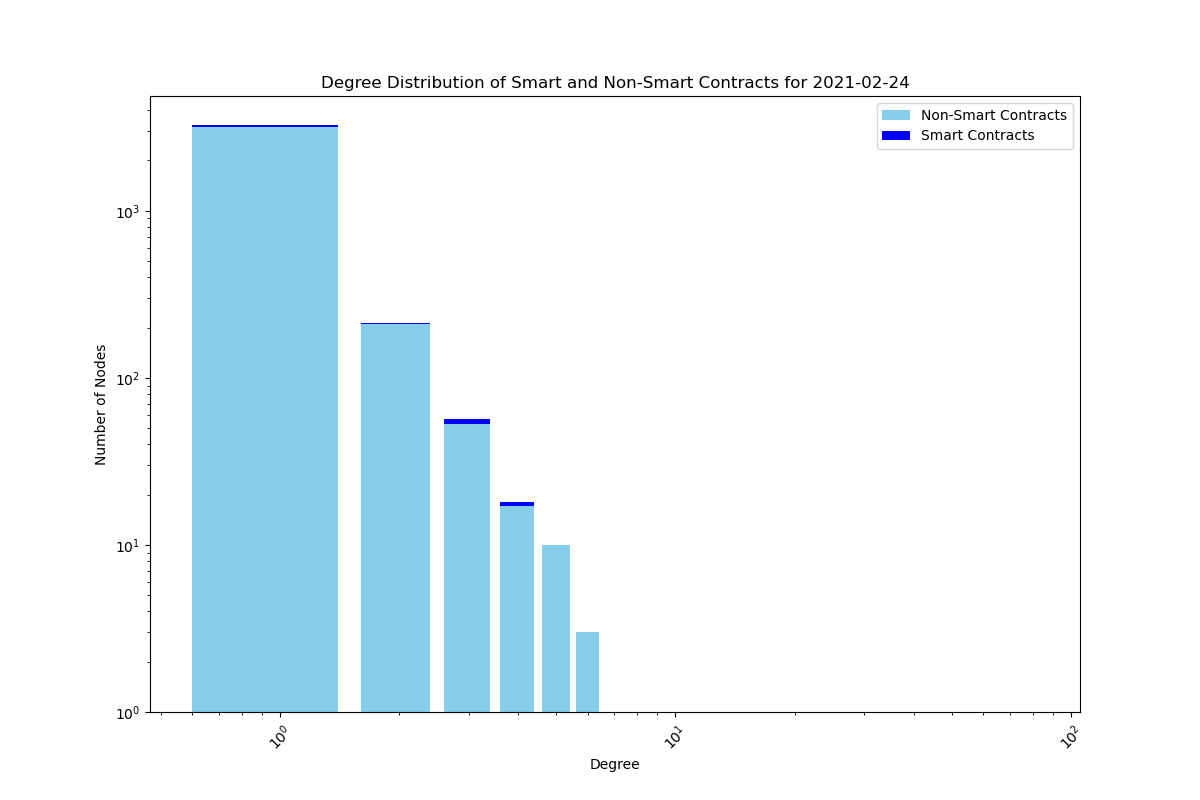 Degree Distribution of Smart and Non-Smart Contracts for 2021-02-24
Non-Smart Contracts
Smart Contracts
10³
10²
10¹
10⁰
Number of Nodes
10⁰
10¹
10²
Degree